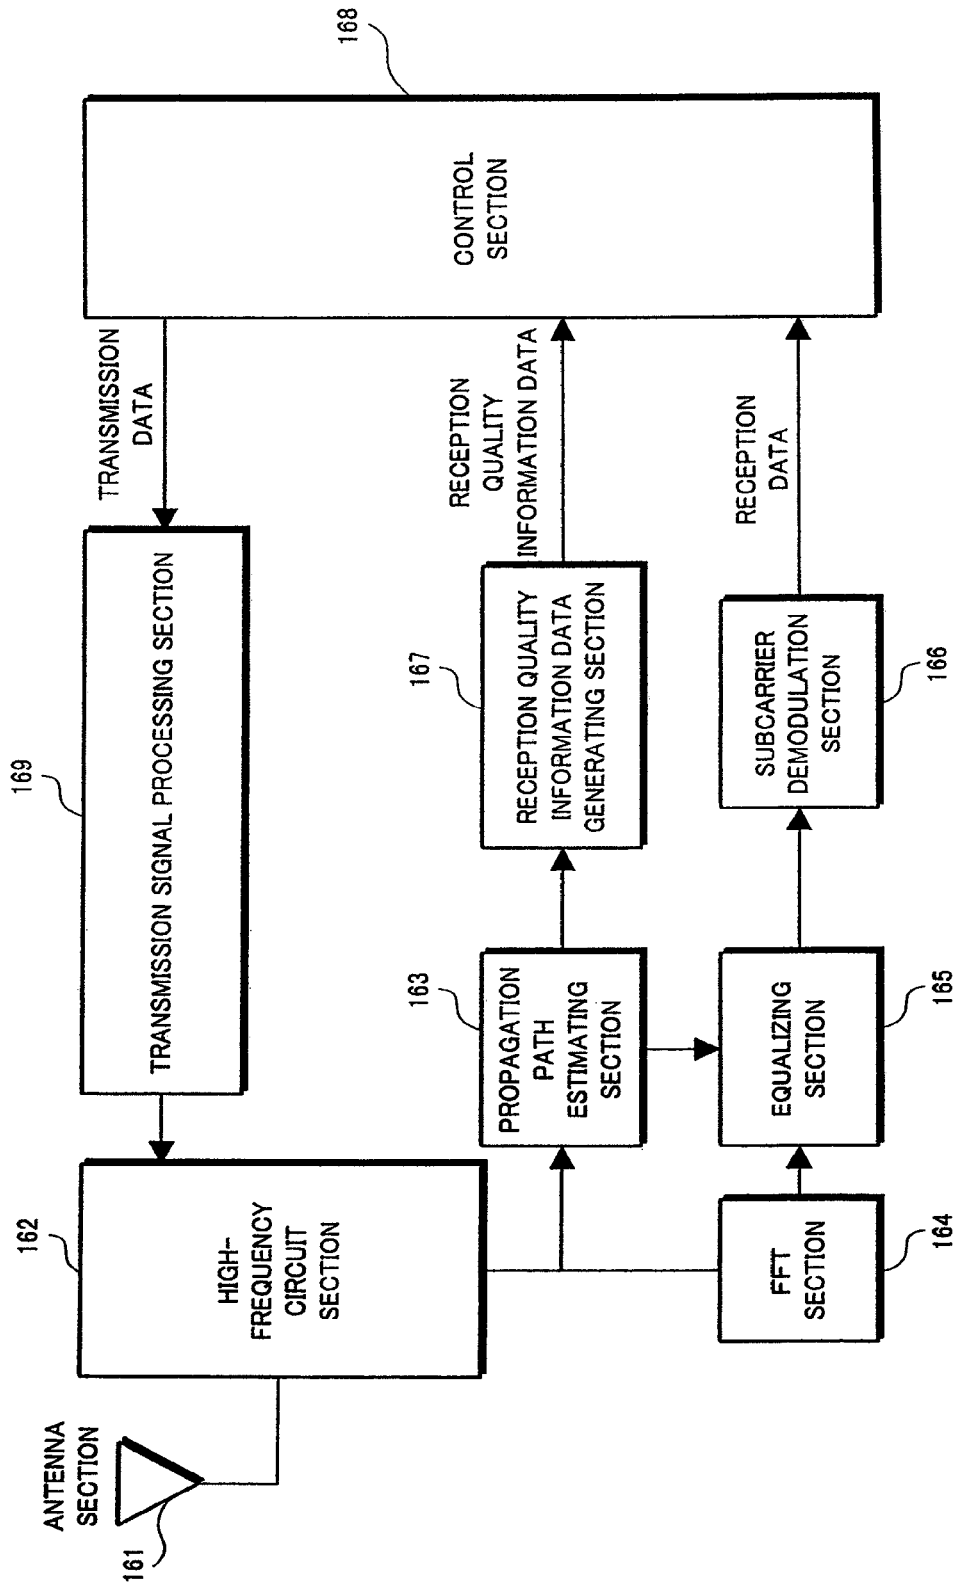 ANTENNA
SECTION
161
162
HIGH-
FREQUENCY
CIRCUIT
SECTION
169
TRANSMISSION SIGNAL PROCESSING SECTION
TRANSMISSION
DATA
168
CONTROL
SECTION
163
PROPAGATION
PATH
ESTIMATING
SECTION
167
RECEPTION QUALITY
INFORMATION DATA
GENERATING SECTION
RECEPTION
QUALITY
INFORMATION DATA
FFT
SECTION
164
EQUALIZING
SECTION
165
SUBCARRIER
DEMODULATION
SECTION
166
RECEPTION
DATA